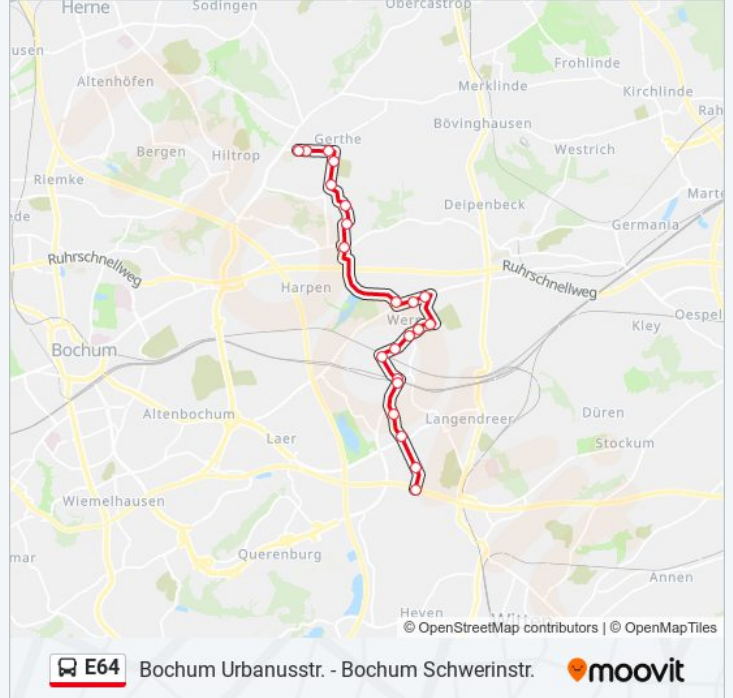 Herne
Sodingen
Obercastrop
usen
Frohlinde
Altenhöfen
Merklinde
Kirchlinde
Rah
Bövinghausen
Gerthe
Bergen
Hiltrop
Westrich
Riemke
Marte
ede
Deipenbeck
Germania
Ruhrschnellweg
Ruhrschnellweg
Harpen
Oespel
Kley
Bochum
Altenbochum
Langendreer
Düren
Laer
Stockum
Wiemelhausen
Querenburg
mar
Annen
Heven
© OpenStreetMap contributors | © OpenMapTiles
E64 Bochum Urbanusstr. - Bochum Schwerinstr. moovit